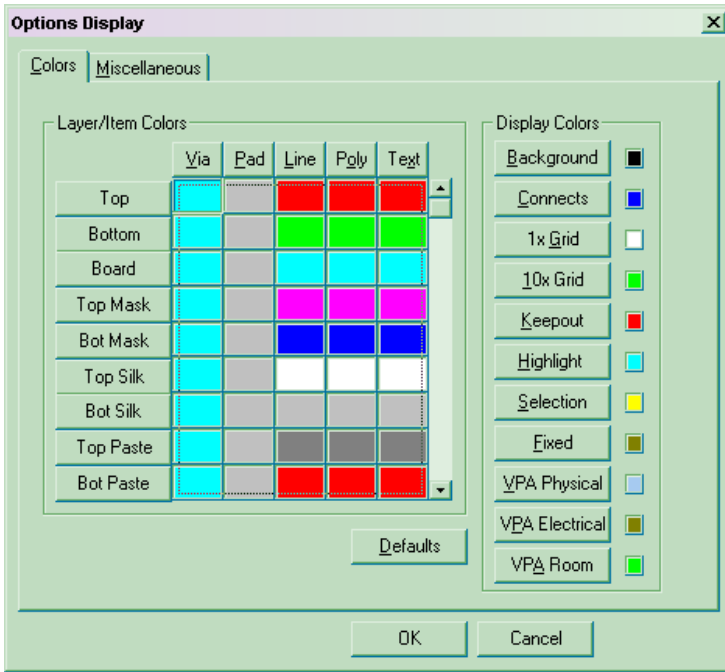 Options Display
Colors Miscellaneous
Layer/Item Colors
Via Pad Line Poly Text
Top
Bottom
Board
Top Mask
Bot Mask
Top Silk
Bot Silk
Top Paste
Bot Paste
Defaults
Display Colors
Background
Connects
1x Grid
10x Grid
Keepout
Highlight
Selection
Fixed
VPA Physical
VPA Electrical
VPA Room
OK Cancel